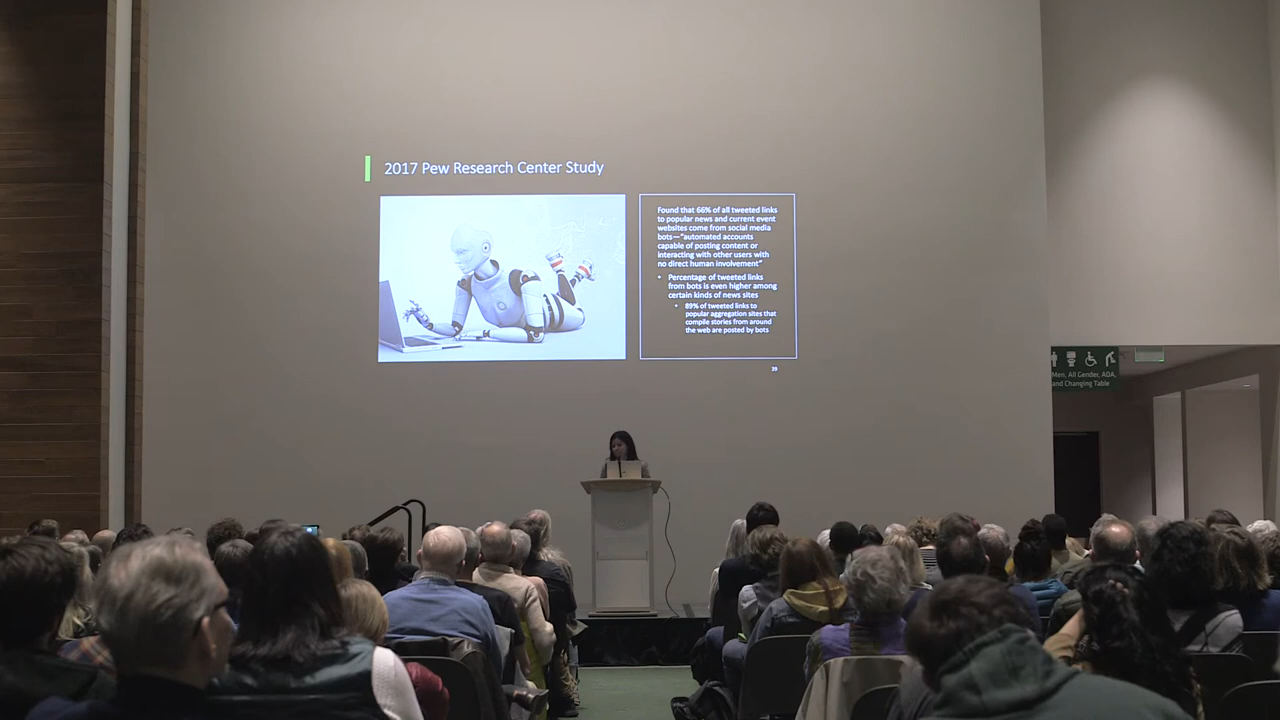 2017 Pew Research Center Study
Found that 66% of all tweeted links
to popular news and current event
websites come from social media
bots—“automated accounts
capable of posting content or
interacting with other users with
no direct human involvement”
• Percentage of tweeted links
from bots is even higher among
certain kinds of news sites
• 89% of tweeted links to
popular aggregation sites that
compile stories from around
the web are posted by bots
Men, All Gender, ADA,
and Changing Table